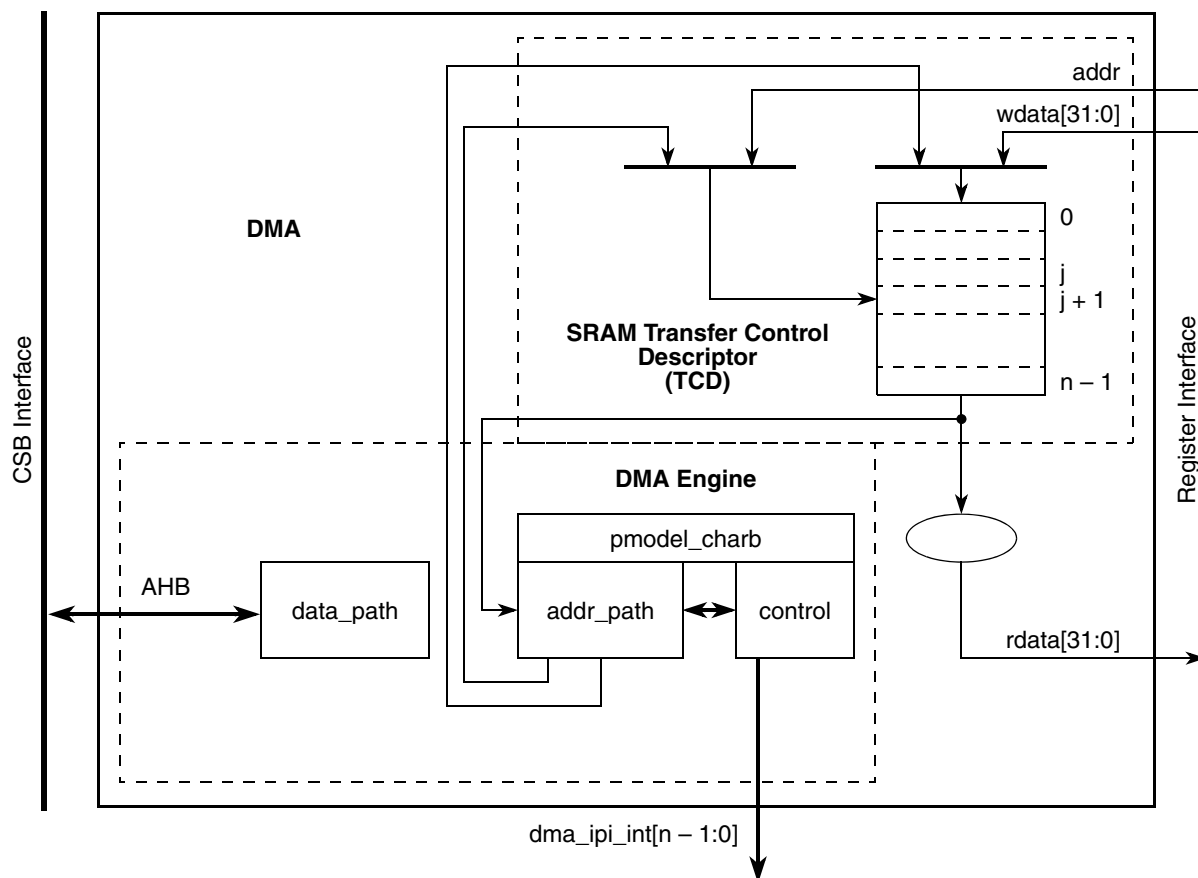 addr
wdata[31:0]
DMA
0
j
j + 1
n – 1
SRAM Transfer Control
Descriptor
(TCD)
CSB Interface
Register Interface
DMA Engine
pmodel_charb
AHB
data_path
addr_path
control
rdata[31:0]
dma_ipi_int[n – 1:0]